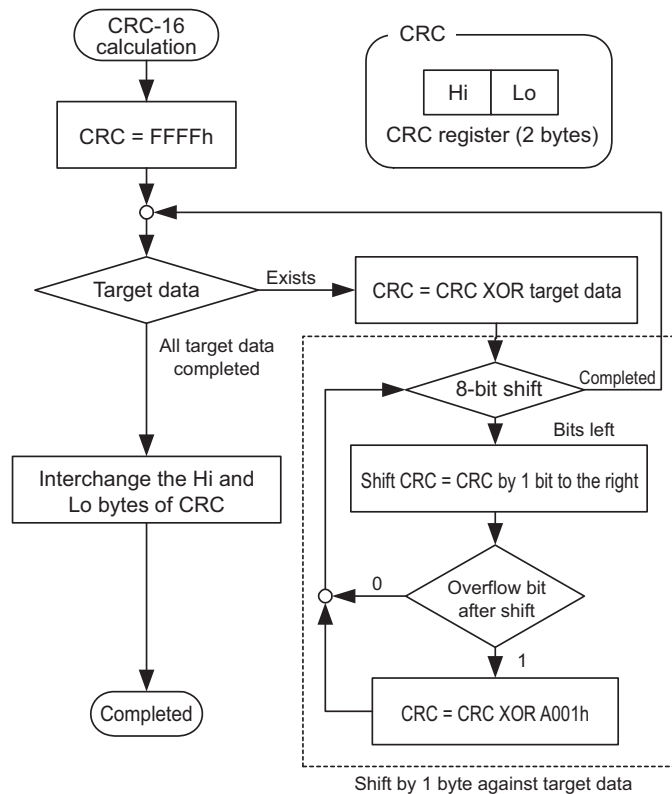 CRC-16
calculation
CRC
Hi
Lo
CRC register (2 bytes)
CRC = FFFFh
Target data
Exists
CRC = CRC XOR target data
All target data
completed
8-bit shift
Completed
Bits left
Interchange the Hi and
Lo bytes of CRC
Shift CRC = CRC by 1 bit to the right
0
Overflow bit
after shift
1
Completed
CRC = CRC XOR A001h
Shift by 1 byte against target data